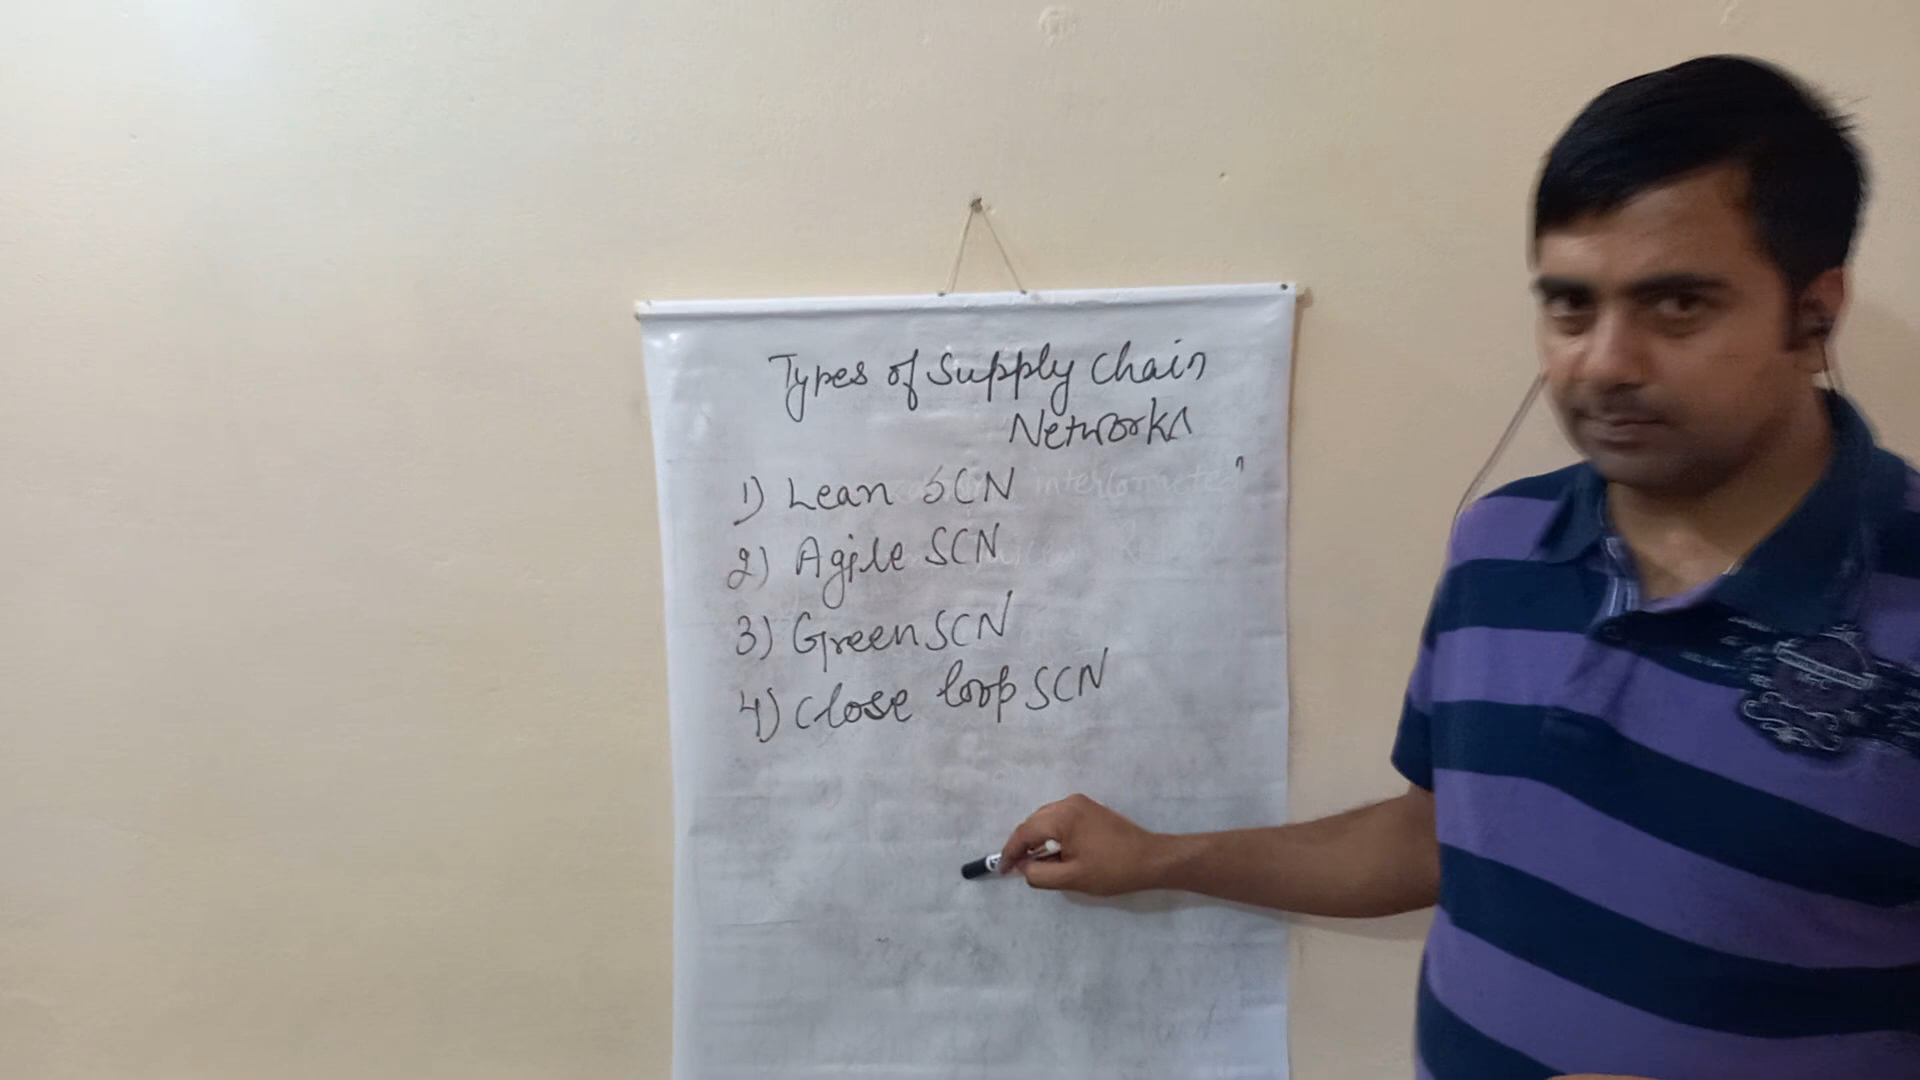 Types of Supply Chain
Networks
1) Lean SCN
2) Agile SCN
3) Green SCN
4) Close loop SCN